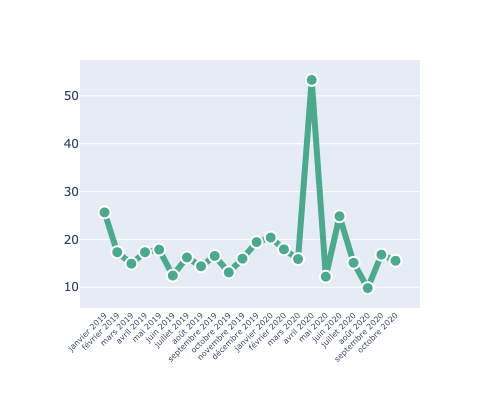 50
40
30
20
10
janvier 2019
février 2019
mars 2019
avril 2019
mai 2019
juin 2019
juillet 2019
août 2019
septembre 2019
octobre 2019
novembre 2019
décembre 2019
janvier 2020
février 2020
mars 2020
avril 2020
mai 2020
juin 2020
juillet 2020
août 2020
septembre 2020
octobre 2020